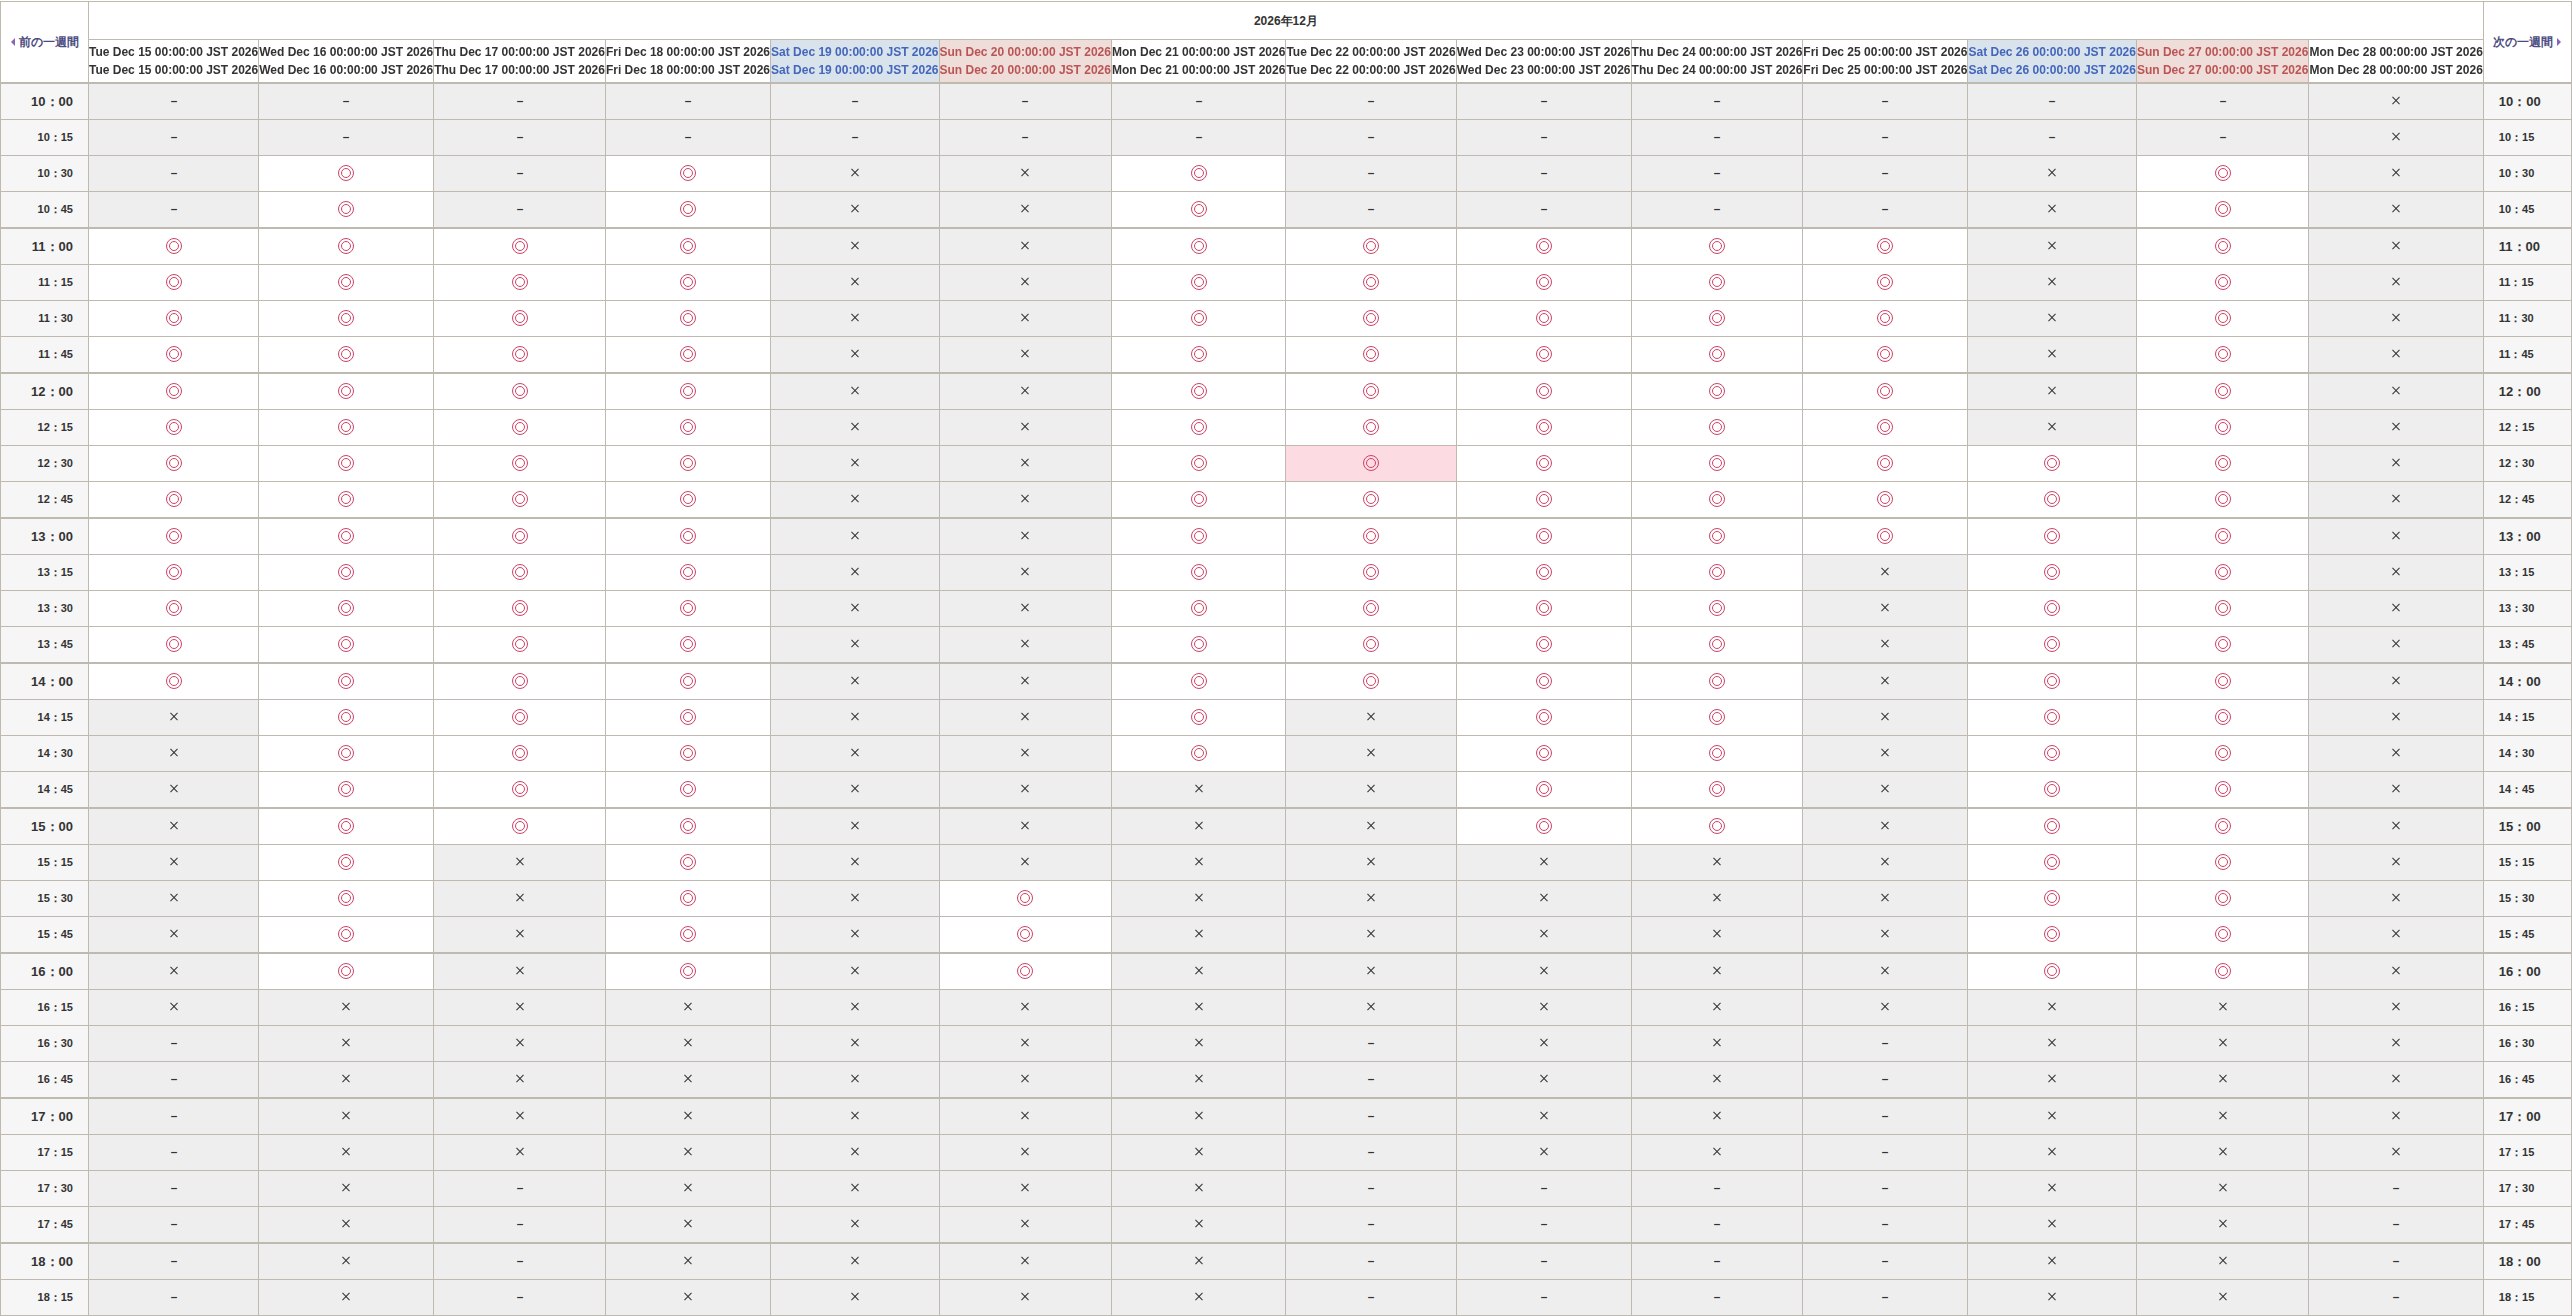 2026年12月
前の一週間
次の一週間
Tue Dec 15 00:00:00 JST 2026 Wed Dec 16 00:00:00 JST 2026 Thu Dec 17 00:00:00 JST 2026 Fri Dec 18 00:00:00 JST 2026 Sat Dec 19 00:00:00 JST 2026 Sun Dec 20 00:00:00 JST 2026 Mon Dec 21 00:00:00 JST 2026 Tue Dec 22 00:00:00 JST 2026 Wed Dec 23 00:00:00 JST 2026 Thu Dec 24 00:00:00 JST 2026 Fri Dec 25 00:00:00 JST 2026 Sat Dec 26 00:00:00 JST 2026 Sun Dec 27 00:00:00 JST 2026 Mon Dec 28 00:00:00 JST 2026
Tue Dec 15 00:00:00 JST 2026 Wed Dec 16 00:00:00 JST 2026 Thu Dec 17 00:00:00 JST 2026 Fri Dec 18 00:00:00 JST 2026 Sat Dec 19 00:00:00 JST 2026 Sun Dec 20 00:00:00 JST 2026 Mon Dec 21 00:00:00 JST 2026 Tue Dec 22 00:00:00 JST 2026 Wed Dec 23 00:00:00 JST 2026 Thu Dec 24 00:00:00 JST 2026 Fri Dec 25 00:00:00 JST 2026 Sat Dec 26 00:00:00 JST 2026 Sun Dec 27 00:00:00 JST 2026 Mon Dec 28 00:00:00 JST 2026
10：00 – – – – – – – – – – – – – × 10：00
10：15 – – – – – – – – – – – – – × 10：15
10：30 – ◎ – ◎ × × ◎ – – – – × ◎ × 10：30
10：45 – ◎ – ◎ × × ◎ – – – – × ◎ × 10：45
11：00 ◎ ◎ ◎ ◎ × × ◎ ◎ ◎ ◎ ◎ × ◎ × 11：00
11：15 ◎ ◎ ◎ ◎ × × ◎ ◎ ◎ ◎ ◎ × ◎ × 11：15
11：30 ◎ ◎ ◎ ◎ × × ◎ ◎ ◎ ◎ ◎ × ◎ × 11：30
11：45 ◎ ◎ ◎ ◎ × × ◎ ◎ ◎ ◎ ◎ × ◎ × 11：45
12：00 ◎ ◎ ◎ ◎ × × ◎ ◎ ◎ ◎ ◎ × ◎ × 12：00
12：15 ◎ ◎ ◎ ◎ × × ◎ ◎ ◎ ◎ ◎ × ◎ × 12：15
12：30 ◎ ◎ ◎ ◎ × × ◎ ◎ ◎ ◎ ◎ ◎ ◎ × 12：30
12：45 ◎ ◎ ◎ ◎ × × ◎ ◎ ◎ ◎ ◎ ◎ ◎ × 12：45
13：00 ◎ ◎ ◎ ◎ × × ◎ ◎ ◎ ◎ ◎ ◎ ◎ × 13：00
13：15 ◎ ◎ ◎ ◎ × × ◎ ◎ ◎ ◎ × ◎ ◎ × 13：15
13：30 ◎ ◎ ◎ ◎ × × ◎ ◎ ◎ ◎ × ◎ ◎ × 13：30
13：45 ◎ ◎ ◎ ◎ × × ◎ ◎ ◎ ◎ × ◎ ◎ × 13：45
14：00 ◎ ◎ ◎ ◎ × × ◎ ◎ ◎ ◎ × ◎ ◎ × 14：00
14：15 × ◎ ◎ ◎ × × ◎ × ◎ ◎ × ◎ ◎ × 14：15
14：30 × ◎ ◎ ◎ × × ◎ × ◎ ◎ × ◎ ◎ × 14：30
14：45 × ◎ ◎ ◎ × × × × ◎ ◎ × ◎ ◎ × 14：45
15：00 × ◎ ◎ ◎ × × × × ◎ ◎ × ◎ ◎ × 15：00
15：15 × ◎ × ◎ × × × × × × × ◎ ◎ × 15：15
15：30 × ◎ × ◎ × ◎ × × × × × ◎ ◎ × 15：30
15：45 × ◎ × ◎ × ◎ × × × × × ◎ ◎ × 15：45
16：00 × ◎ × ◎ × ◎ × × × × × ◎ ◎ × 16：00
16：15 × × × × × × × × × × × × × × 16：15
16：30 – × × × × × × – × × – × × × 16：30
16：45 – × × × × × × – × × – × × × 16：45
17：00 – × × × × × × – × × – × × × 17：00
17：15 – × × × × × × – × × – × × × 17：15
17：30 – × – × × × × – – – – × × – 17：30
17：45 – × – × × × × – – – – × × – 17：45
18：00 – × – × × × × – – – – × × – 18：00
18：15 – × – × × × × – – – – × × – 18：15